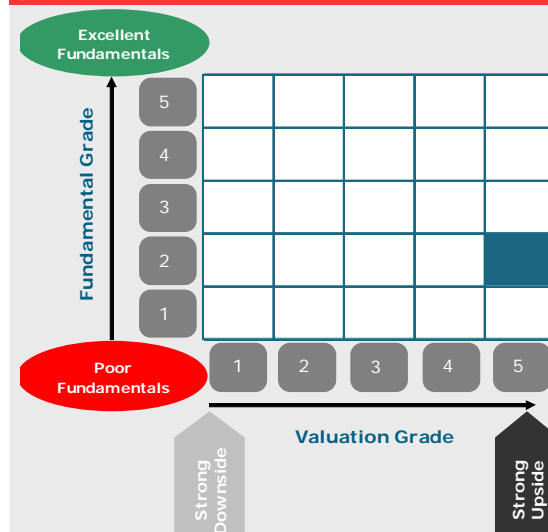 Excellent
Fundamentals
Fundamental Grade
5
4
3
2
1
Poor
Fundamentals
1
2
3
4
5
Valuation Grade
Strong
Downside
Strong
Upside